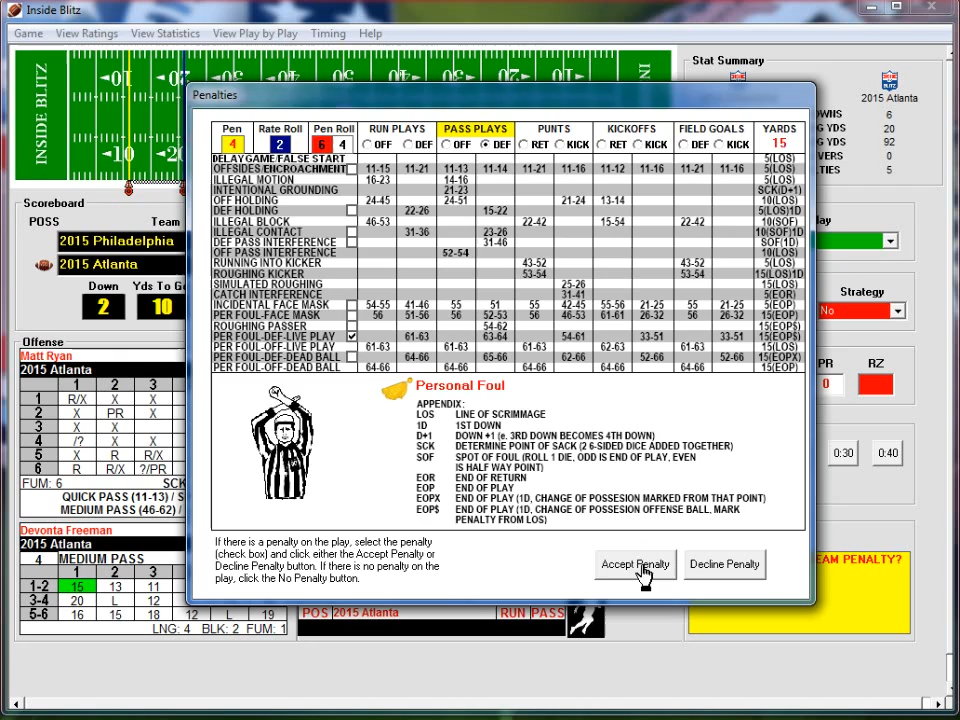 Inside Blitz
Game View Ratings View Statistics View Play by Play Timing Help
INSIDE BLITZ
Stat Summary
2015 Atlanta
WNS 6
G YDS 20
G YDS 92
VERS 0
LTIES 5
Scoreboard
POSS Team
2015 Philadelphia
2015 Atlanta
Down Yds To G
2 10
Offense
Matt Ryan
2015 Atlanta
1 2 3
1 R/X X X
2 X PR X
3 X X
4 /? X X
5 X R R/X
6 R R/X ?/PR
FUM: 6 SCK
QUICK PASS (11-13) / S
MEDIUM PASS (46-62) /
Devonta Freeman
2015 Atlanta
4 MEDIUM PASS
1 2 3
1-2 15 13 11
3-4 20 L 12
5-6 16 15 18 12 L 19
LNG: 4 BLK: 2 FUM: 1
POS 2015 Atlanta RUN PASS
lay
Strategy
No
PR RZ
0
0:30 0:40
EAM PENALTY?
Penalties
Pen Rate Roll Pen Roll RUN PLAYS PASS PLAYS PUNTS KICKOFFS FIELD GOALS YARDS
4 2 6 4 OFF DEF OFF DEF RET KICK RET KICK DEF KICK 15
DELAY GAME/FALSE START 5(LOS)
OFFSIDES/ENCROACHMENT 11-15 11-21 11-13 11-14 11-21 11-16 11-12 11-16 11-21 11-16 5(LOS)
ILLEGAL MOTION 16-23 14-16 5(LOS)
INTENTIONAL GROUNDING 21-23 SCK(D+1)
OFF HOLDING 24-45 24-51 21-24 13-14 10(LOS)
DEF HOLDING 22-26 15-22 5(LOS)1D
ILLEGAL BLOCK 46-53 22-42 15-54 22-42 10(SOF)
ILLEGAL CONTACT 31-36 23-26 10(SOF)1D
DEF PASS INTERFERENCE 31-46 SOF(1D)
OFF PASS INTERFERENCE 52-54 10(LOS)
RUNNING INTO KICKER 43-52 43-52 5(LOS)
ROUGHING KICKER 53-54 53-54 15(LOS)1D
SIMULATED ROUGHING 25-26 15(LOS)
CATCH INTERFERENCE 31-41 5(EOR)
INCIDENTAL FACE MASK 54-55 41-46 55 51 55 42-45 55-56 21-25 55 21-25 5(EOP)
PER FOUL-FACE MASK 56 51-56 56 52-53 56 46-53 61-61 26-32 56 26-32 15(EOP)
ROUGHING PASSER 54-62 15(EOP$)
PER FOUL-DEF-LIVE PLAY 61-63 63-64 54-61 33-51 33-51 15(EOP$)
PER FOUL-OFF-LIVE PLAY 61-63 61-63 61-63 62-63 61-63 15(LOS)
PER FOUL-DEF-DEAD BALL 64-66 65-66 62-66 52-66 52-66 15(EOPX)
PER FOUL-OFF-DEAD BALL 64-66 64-66 64-66 64-66 64-66 15(EOP)
Personal Foul
APPENDIX:
LOS LINE OF SCRIMMAGE
1D 1ST DOWN
D+1 DOWN +1 (e. 3RD DOWN BECOMES 4TH DOWN)
SCK DETERMINE POINT OF SACK (2 6-SIDED DICE ADDED TOGETHER)
SOF SPOT OF FOUL (ROLL 1 DIE, ODD IS END OF PLAY, EVEN
IS HALF WAY POINT)
EOR END OF RETURN
EOP END OF PLAY
EOPX END OF PLAY (1D, CHANGE OF POSSESION MARKED FROM THAT POINT)
EOP$ END OF PLAY (1D, CHANGE OF POSSESION OFFENSE BALL, MARK
PENALTY FROM LOS)
If there is a penalty on the play, select the penalty
(check box) and click either the Accept Penalty or
Decline Penalty button. If there is no penalty on the
play, click the No Penalty button.
Accept Penalty Decline Penalty